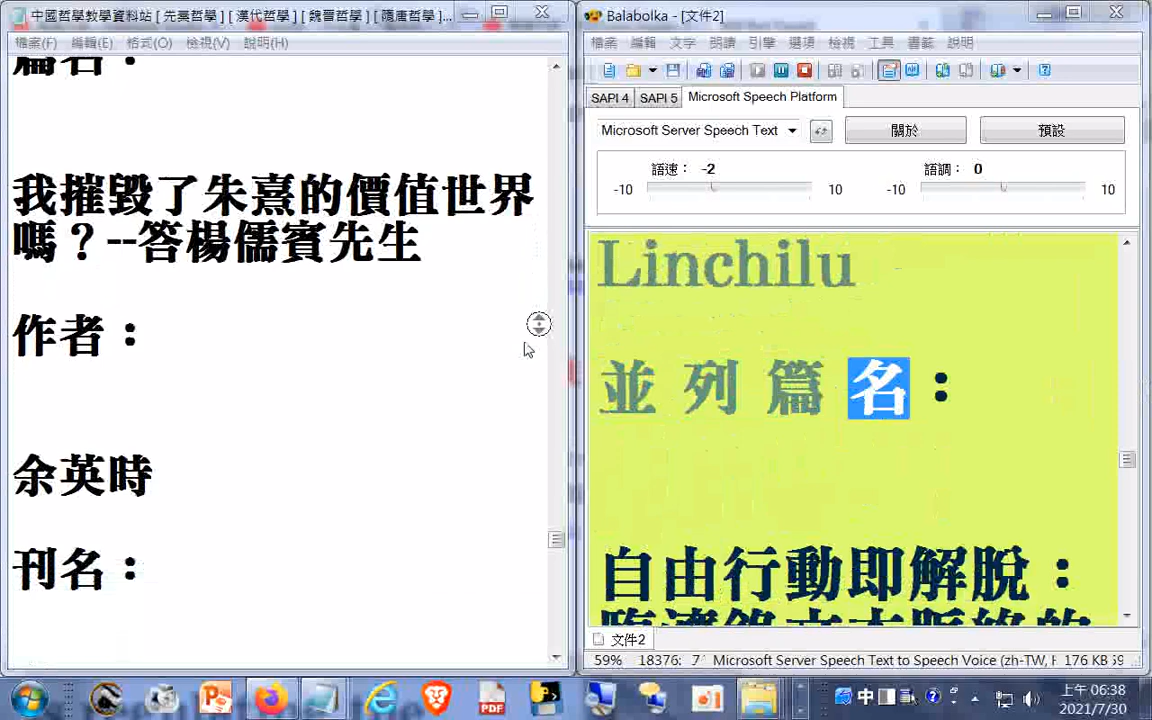 中國哲學教學資料站 [ 先秦哲學 ] [ 漢代哲學 ] [ 魏晉哲學 ] [ 隋唐哲學 ]...
檔案(F) 編輯(E) 格式(O) 檢視(V) 說明(H)
篇名：
我摧毀了朱熹的價值世界
嗎？--答楊儒賓先生
作者：
余英時
刊名：
Balabolka - [文件2]
檔案 編輯 文字 朗讀 引擎 選項 檢視 工具 書籤 說明
SAPI 4 SAPI 5 Microsoft Speech Platform
Microsoft Server Speech Text 關於 預設
語速： -2 語調： 0
-10 10 -10 10
Linchilu
並列篇名：
自由行動即解脫：
文件2
59% 18376: Microsoft Server Speech Text to Speech Voice (zh-TW, 176 KB
中
上午 06:38
2021/7/30
PDF